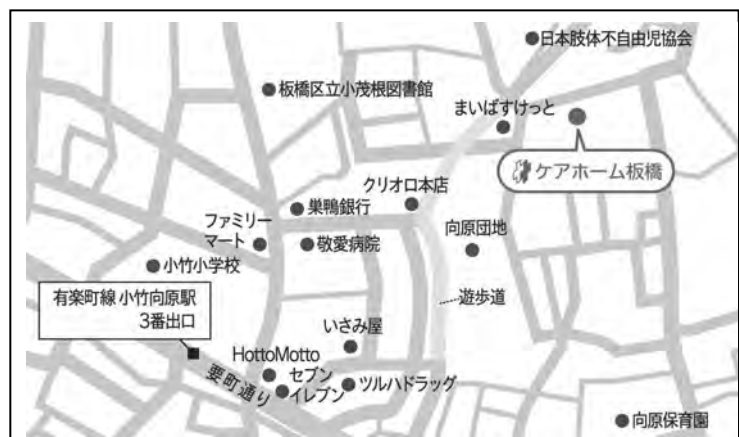 日本肢体不自由児協会
板橋区立小茂根図書館
まいばすけっと
ケアホーム板橋
クリオロ本店
巣鴨銀行
ファミリー
マート
敬愛病院
向原団地
小竹小学校
有楽町線 小竹向原駅
3番出口
遊歩道
いさみ屋
HottoMotto
要町通り
セブン
イレブン
ツルハドラッグ
向原保育園